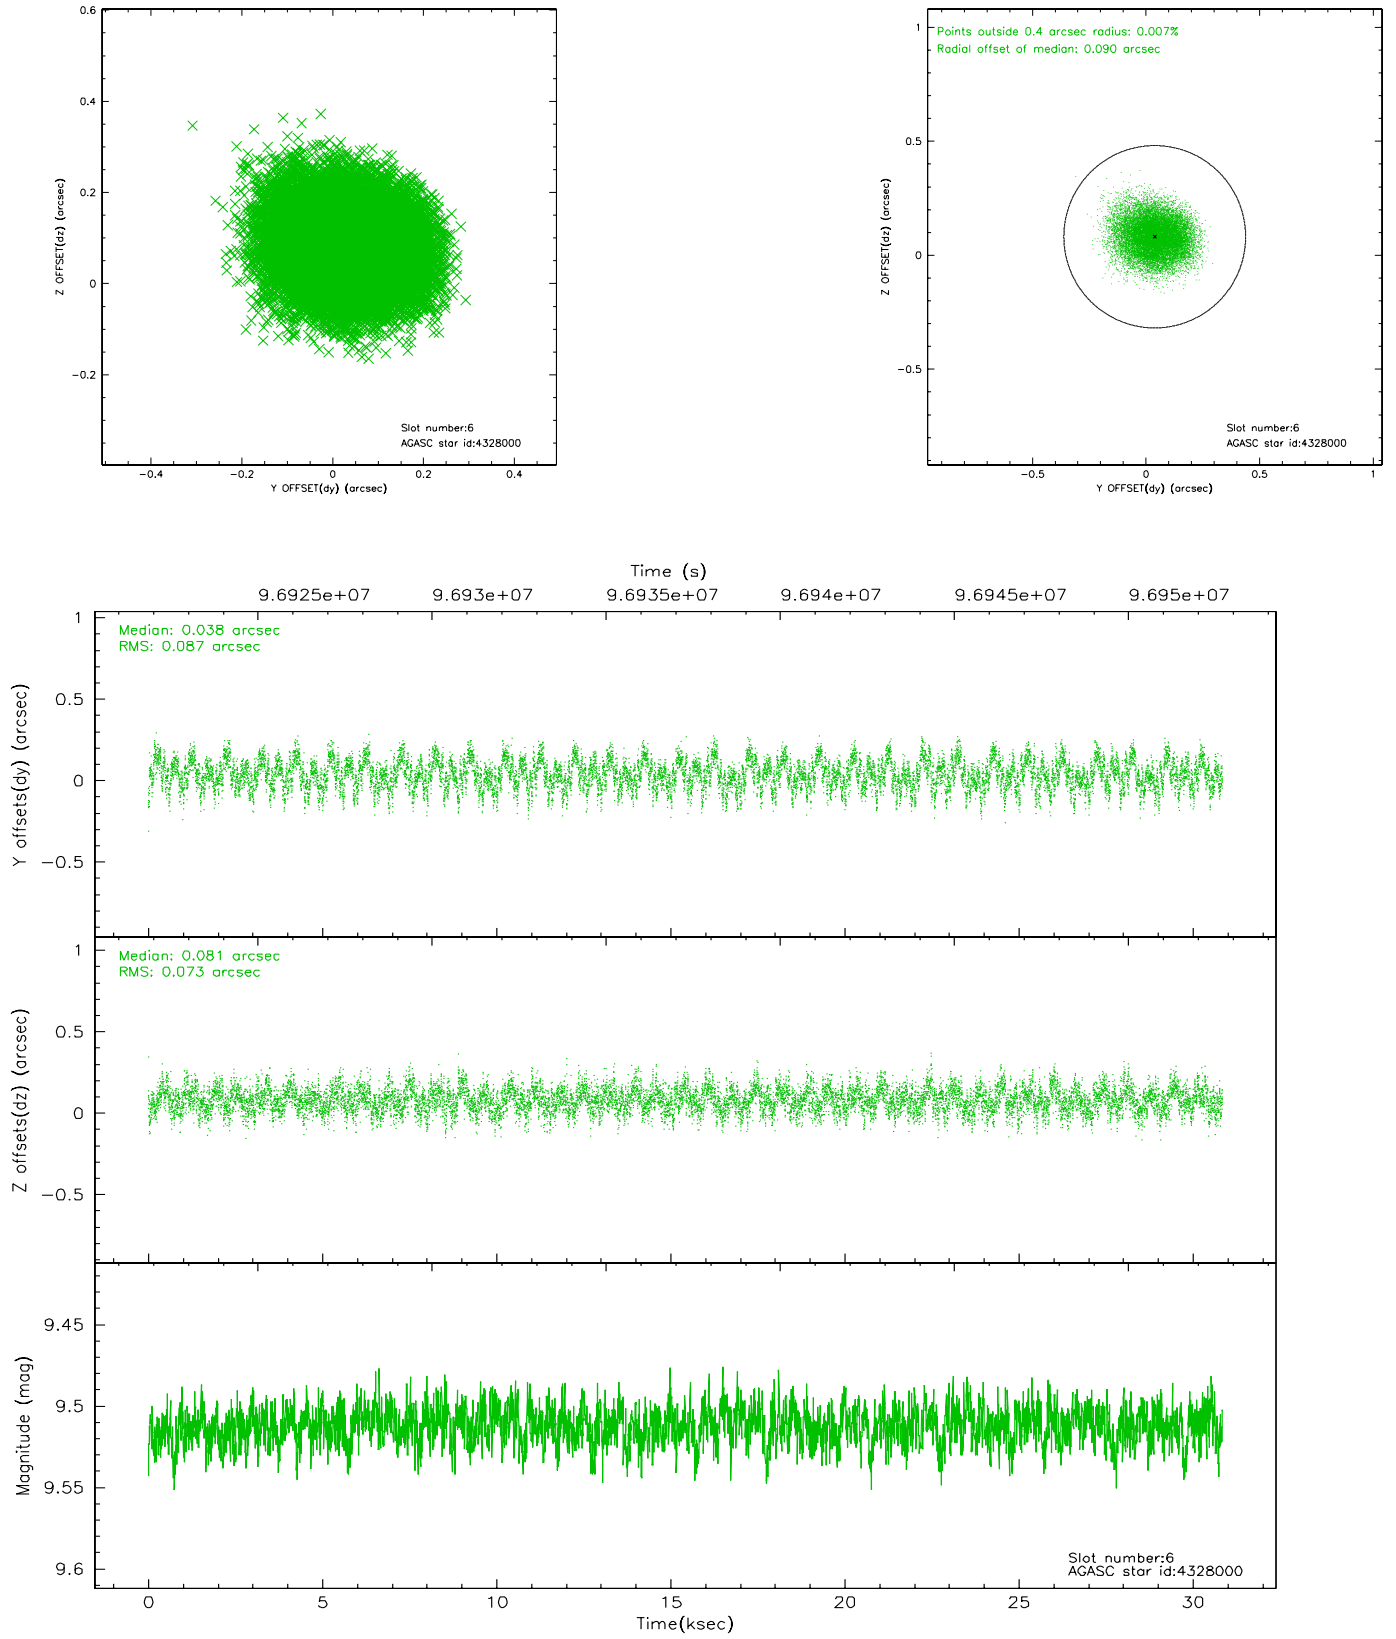 0.6
0.4
0.2
0
−0.2
Z OFFSET(dz) (arcsec)
Slot number:6
AGASC star id:4328000
−0.4 −0.2 0 0.2 0.4
Y OFFSET(dy) (arcsec)
Points outside 0.4 arcsec radius: 0.007%
Radial offset of median: 0.090 arcsec
1
0.5
0
−0.5
Z OFFSET(dz) (arcsec)
Slot number:6
AGASC star id:4328000
−0.5 0 0.5 1
Y OFFSET(dy) (arcsec)
Time (s)
9.6925e+07 9.693e+07 9.6935e+07 9.694e+07 9.6945e+07 9.695e+07
Median: 0.038 arcsec
RMS: 0.087 arcsec
1
0.5
0
−0.5
Y offsets(dy) (arcsec)
Median: 0.081 arcsec
RMS: 0.073 arcsec
1
0.5
0
−0.5
Z offsets(dz) (arcsec)
9.45
9.5
9.55
9.6
Magnitude (mag)
Slot number:6
AGASC star id:4328000
0 5 10 15 20 25 30
Time(ksec)